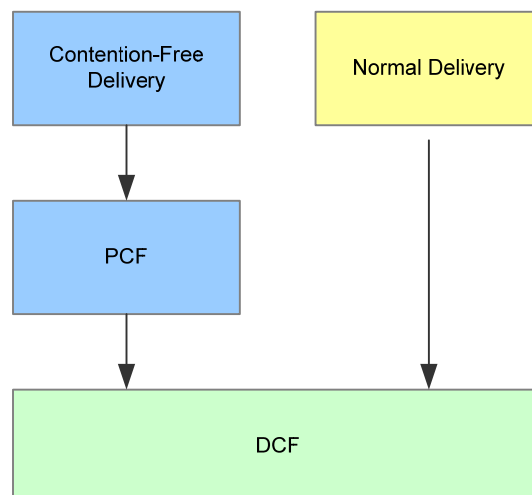 Contention-Free
Delivery
Normal Delivery
PCF
DCF